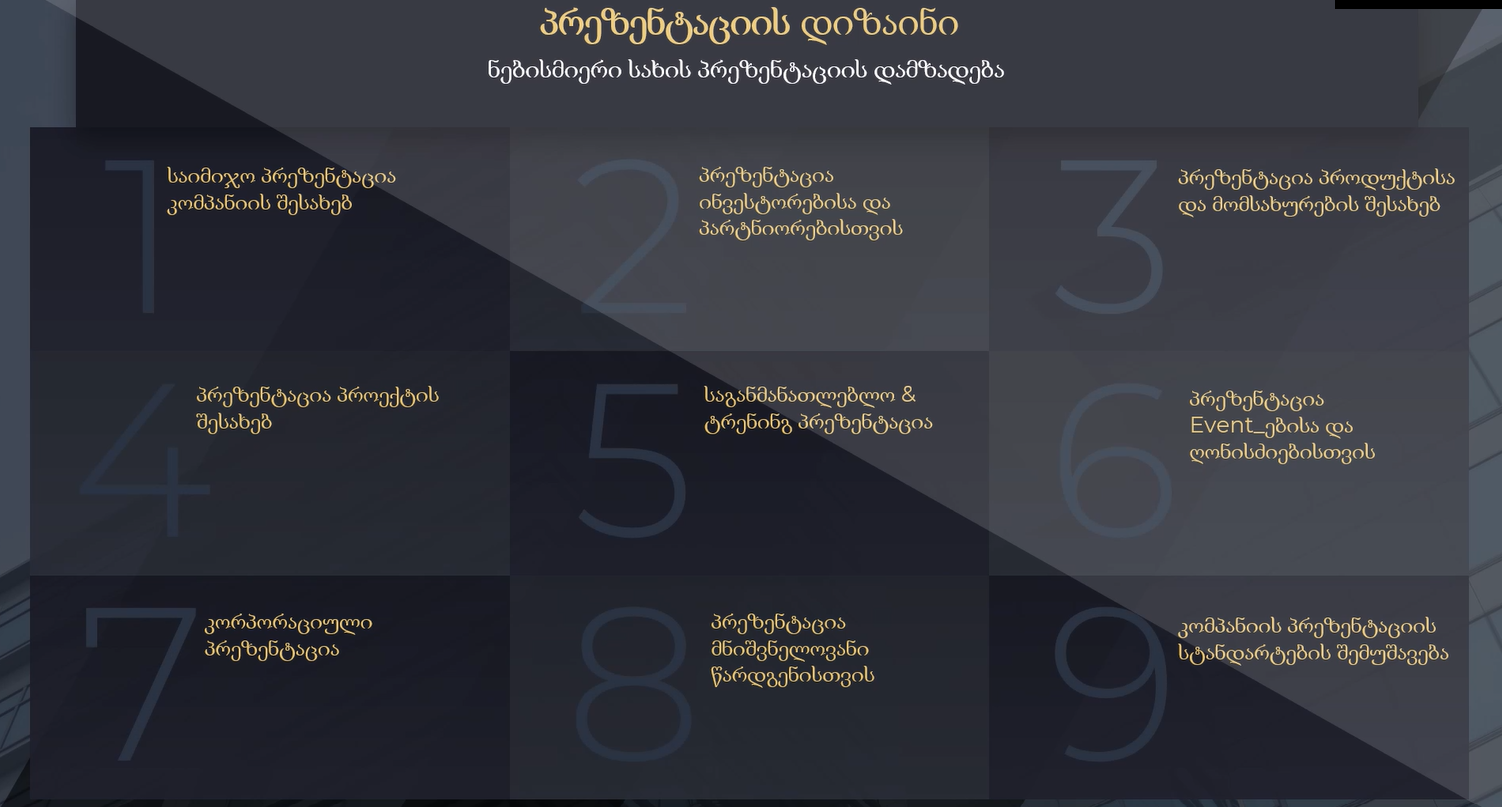 პრეზენტაციის დიზაინი
ნებისმიერი სახის პრეზენტაციის დამზადება
1
საიმიჯო პრეზენტაცია
კომპანიის შესახებ
2
პრეზენტაცია
ინვესტორებისა და
პარტნიორებისთვის
3
პრეზენტაცია პროდუქტისა
და მომსახურების შესახებ
4
პრეზენტაცია პროექტის
შესახებ
5
საგანმანათლებლო &
ტრენინგ პრეზენტაცია
6
პრეზენტაცია
Event_ებისა და
ღონისძიებისთვის
7
კორპორაციული
პრეზენტაცია
8
პრეზენტაცია
მნიშვნელოვანი
წარდგენისთვის
9
კომპანიის პრეზენტაციის
სტანდარტების შემუშავება